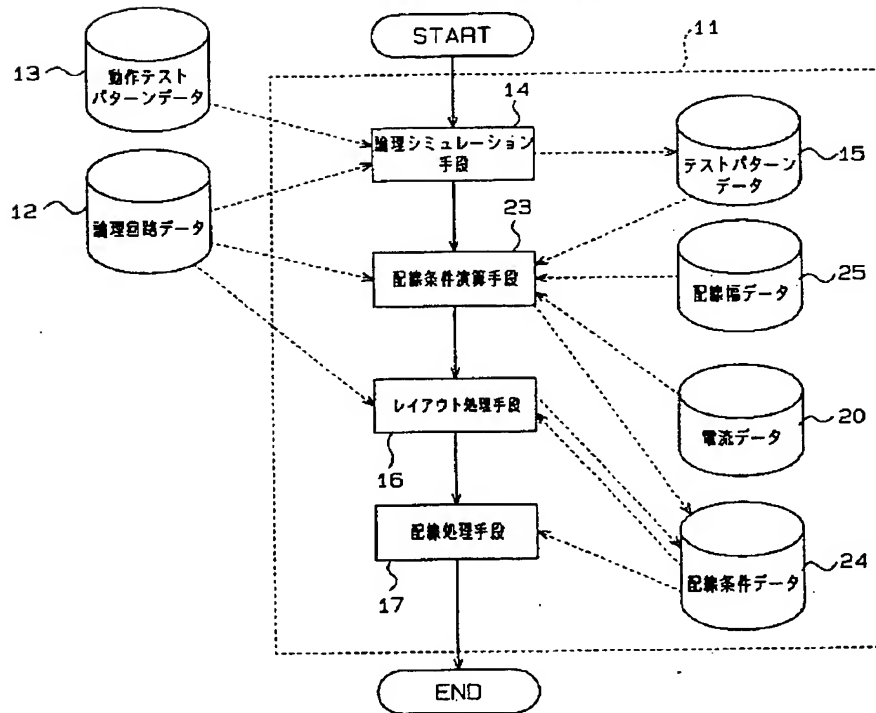 START
11
13
動作テスト
パターンデータ
14
論理シミュレーション
手段
テストパターン
データ
15
12
論理回路データ
23
配線条件演算手段
配線幅データ
25
レイアウト処理手段
16
電流データ
20
配線処理手段
17
配線条件データ
24
END